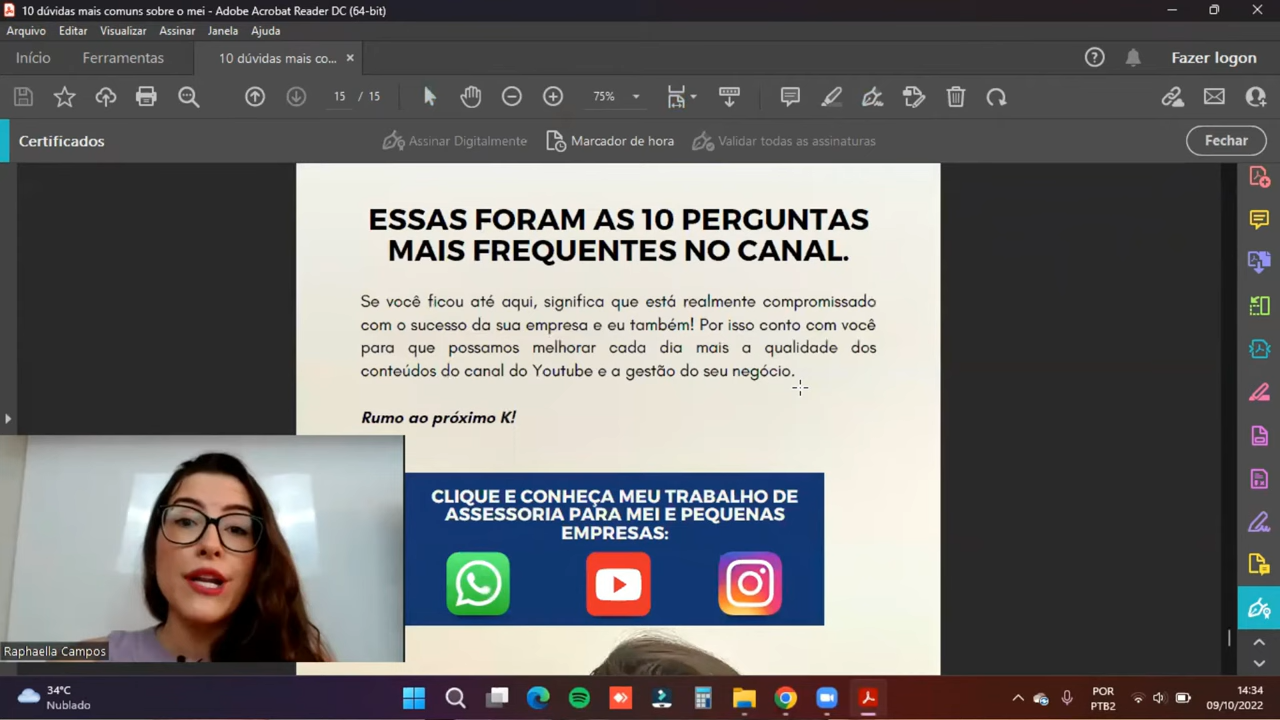 10 dúvidas mais comuns sobre o mei - Adobe Acrobat Reader DC (64-bit)
Arquivo Editar Visualizar Assinar Janela Ajuda
Início Ferramentas 10 dúvidas mais co... Fazer logon
15 / 15 75%
Certificados Assinar Digitalmente Marcador de hora Validar todas as assinaturas Fechar
ESSAS FORAM AS 10 PERGUNTAS
MAIS FREQUENTES NO CANAL.
Se você ficou até aqui, significa que está realmente compromissado
com o sucesso da sua empresa e eu também! Por isso conto com você
para que possamos melhorar cada dia mais a qualidade dos
conteúdos do canal do Youtube e a gestão do seu negócio.
Rumo ao próximo K!
CLIQUE E CONHEÇA MEU TRABALHO DE
ASSESSORIA PARA MEI E PEQUENAS
EMPRESAS:
Raphaella Campos
34°C
Nublado
POR
PTB2
14:34
09/10/2022